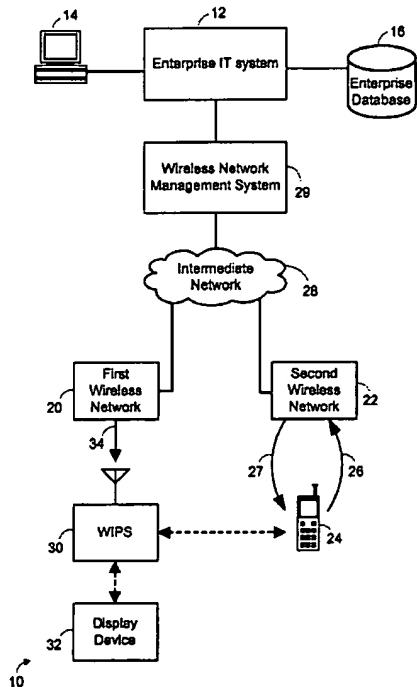 14
12
16
Enterprise IT system
Enterprise
Database
Wireless Network
Management System
29
Intermediate
Network
28
First
Wireless
Network
20
Second
Wireless
Network
22
34
27
26
24
WIPS
30
Display
Device
32
10